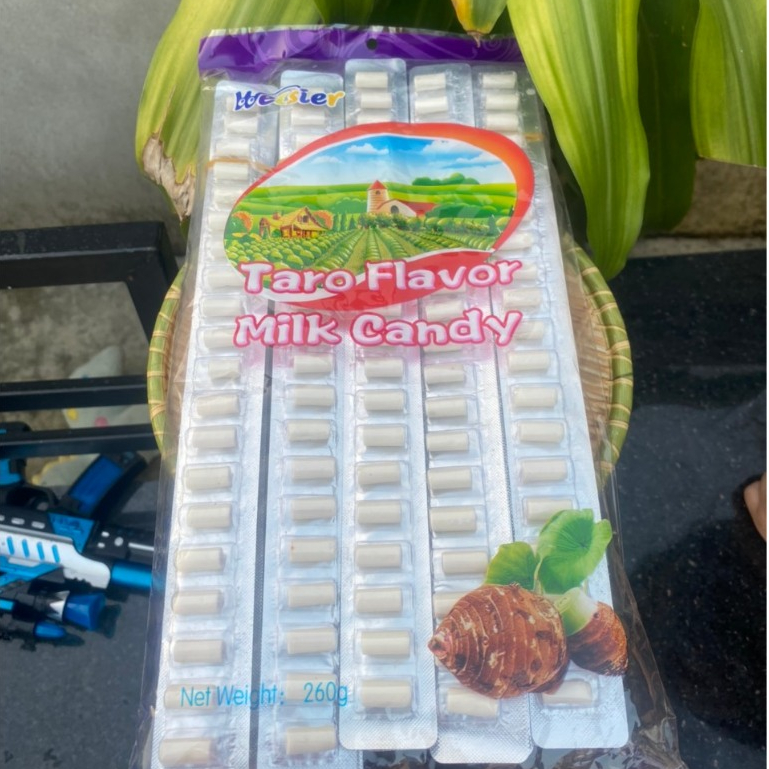 Taro Flavor
Milk Candy
Net Weight: 260g